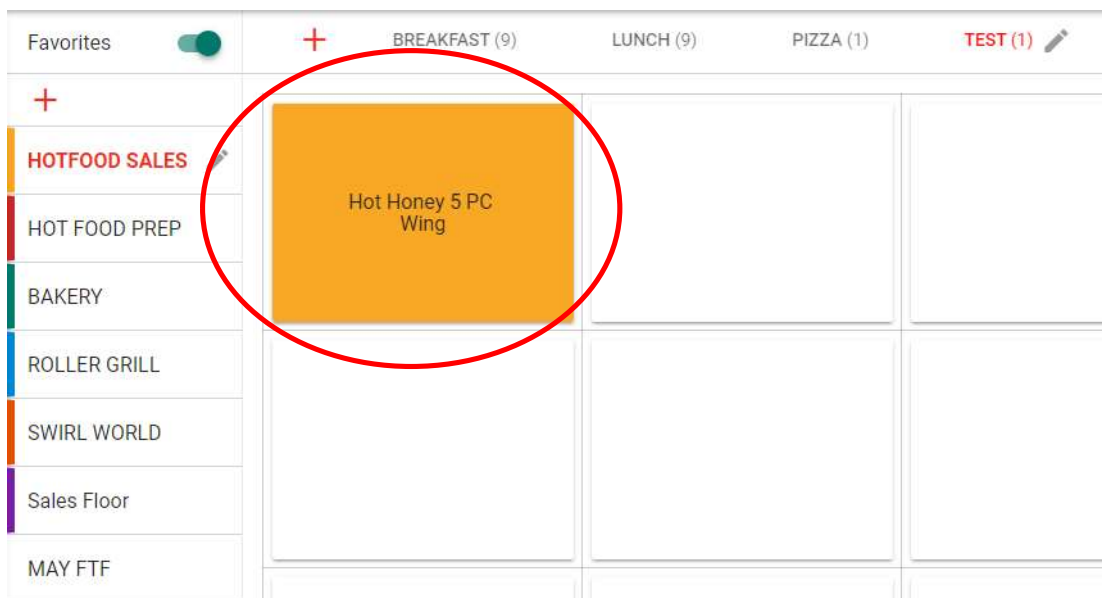 Favorites
BREAKFAST (9)
LUNCH (9)
PIZZA (1)
TEST (1)
HOTFOOD SALES
HOT FOOD PREP
BAKERY
ROLLER GRILL
SWIRL WORLD
Sales Floor
MAY FTF
Hot Honey 5 PC
Wing